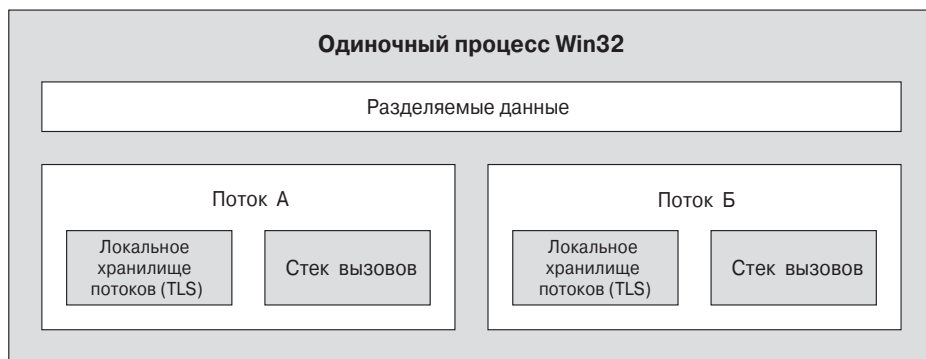 Одиночный процесс Win32
Разделяемые данные
Поток А
Локальное
хранилище
потоков (TLS)
Стек вызовов
Поток Б
Локальное
хранилище
потоков (TLS)
Стек вызовов